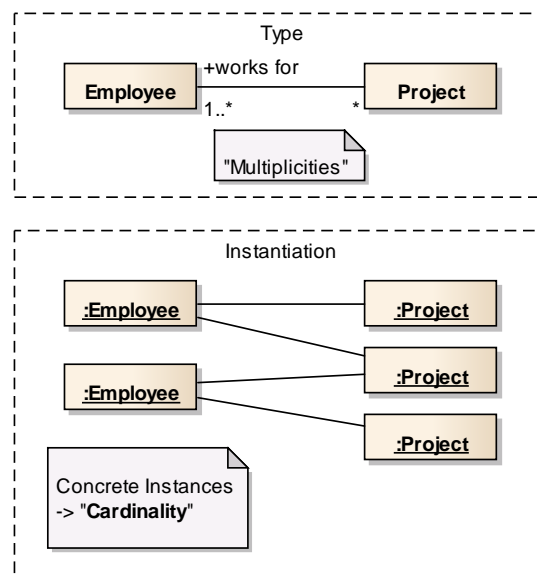 Type
+works for
Employee
Project
1..*
*
"Multiplicities"
Instantiation
:Employee
:Project
:Project
:Employee
:Project
Concrete Instances
-> "Cardinality"